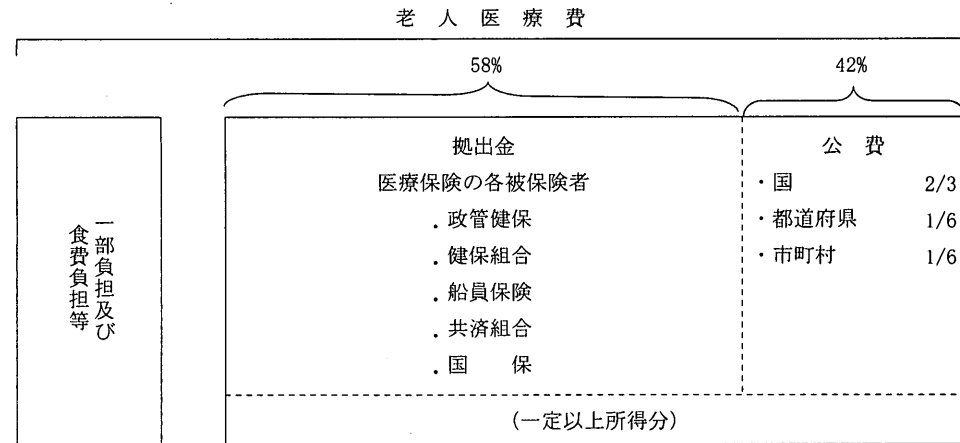 老人医療費
58%
42%
一部負担及び
食費負担等
拠出金
医療保険の各被保険者
．政管健保
．健保組合
．船員保険
．共済組合
．国　　保
公　費
・国　2/3
・都道府県　1/6
・市町村　1/6
(一定以上所得分)